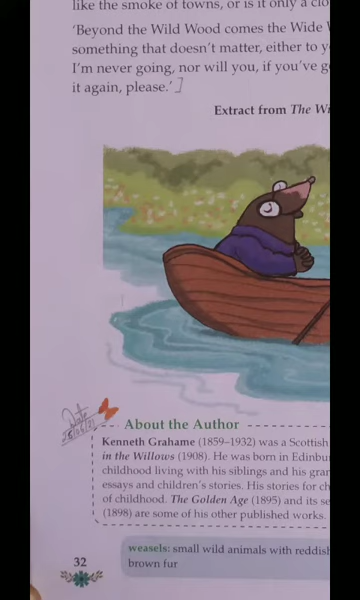 like the smoke of towns, or is it only a clo
'Beyond the Wild Wood comes the Wide W
something that doesn't matter, either to y
I'm never going, nor will you, if you've g
it again, please.' ]
Extract from The Wi
Date
About the Author
Kenneth Grahame (1859–1932) was a Scottish
in the Willows (1908). He was born in Edinbu
childhood living with his siblings and his gran
essays and children's stories. His stories for ch
of childhood. The Golden Age (1895) and its se
(1898) are some of his other published works.
weasels: small wild animals with reddish
brown fur
32